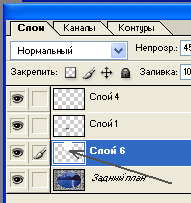 Слои Каналы Контуры
Нормальный Непрозр.: 45
Закрепить: Заливка: 10
Слой 4
Слой 1
Слой 6
Задний план